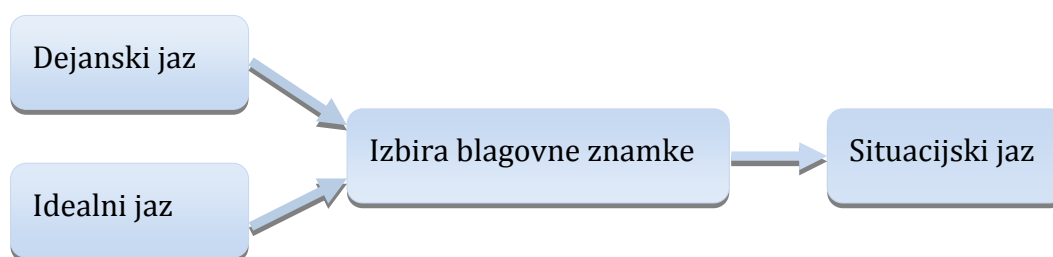 Dejanski jaz
Idealni jaz
Izbira blagovne znamke
Situacijski jaz